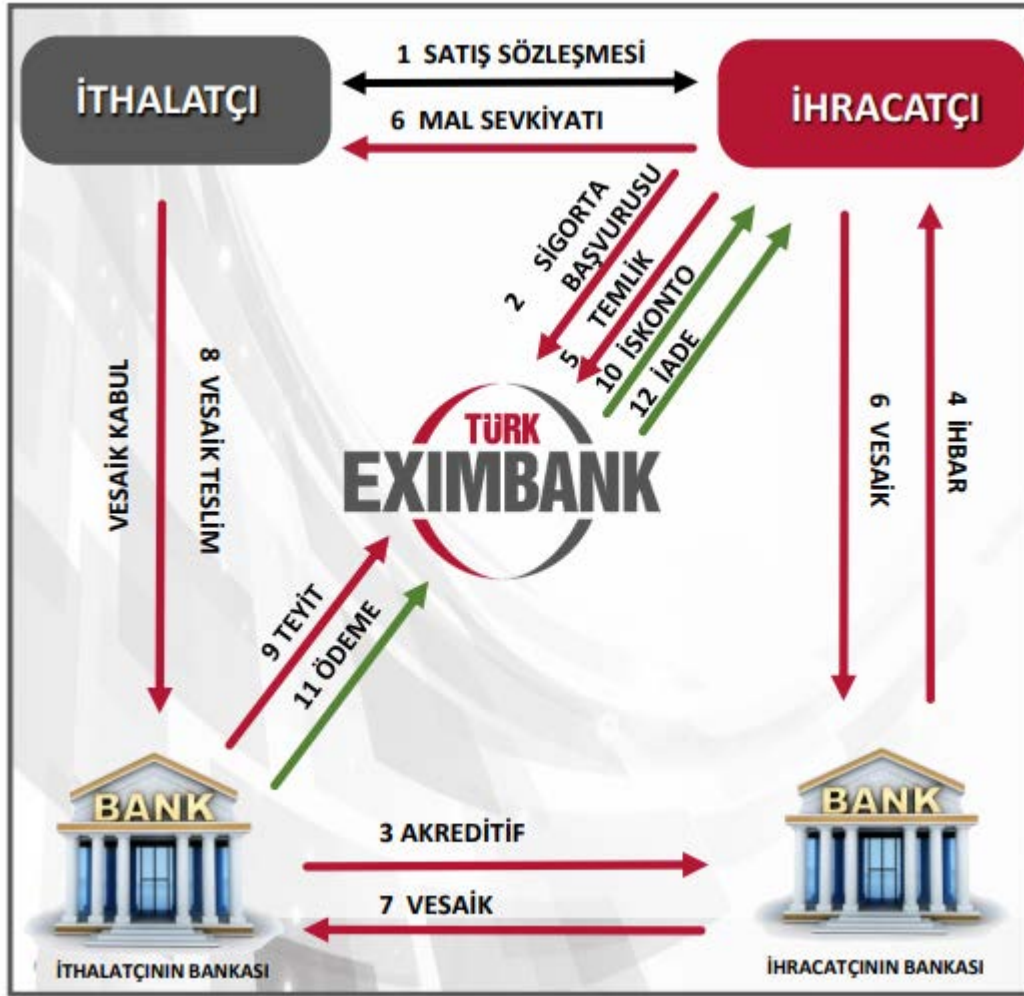 1 SATIŞ SÖZLEŞMESİ
İTHALATÇI
İHRACATÇI
6 MAL SEVKİYATI
2 SİGORTA
BAŞVURUSU
5 TEMLİK
10 İSKONTO
12 İADE
TÜRK
EXIMBANK
VESAİK KABUL
8 VESAİK TESLİM
6 VESAİK
4 İHBAR
9 TEYİT
11 ÖDEME
BANK
BANK
3 AKREDİTİF
7 VESAİK
İTHALATÇININ BANKASI
İHRACATÇININ BANKASI